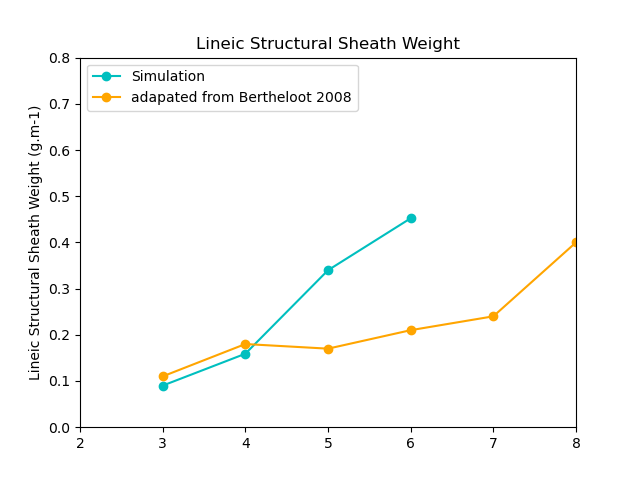 Lineic Structural Sheath Weight
Simulation
adapated from Bertheloot 2008
Lineic Structural Sheath Weight (g.m-1)
0.8
0.7
0.6
0.5
0.4
0.3
0.2
0.1
0.0
2 3 4 5 6 7 8